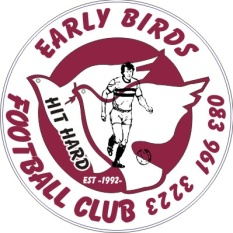 EARLY BIRDS
FOOTBALL CLUB
083 961 3223
HIT HARD
EST -1992-